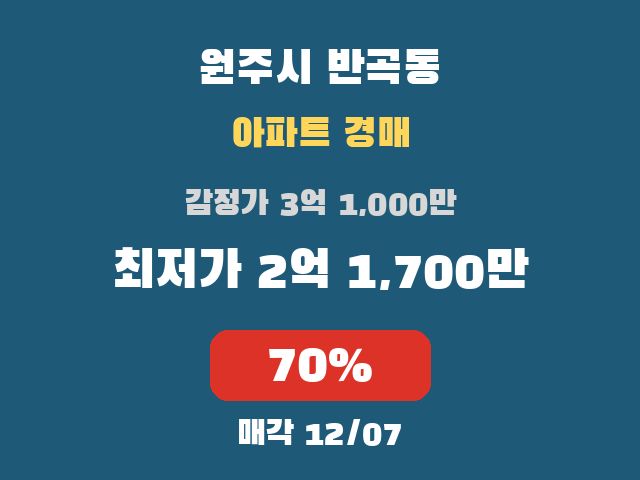 원주시 반곡동
아파트 경매
감정가 3억 1,000만
최저가 2억 1,700만
70%
매각 12/07